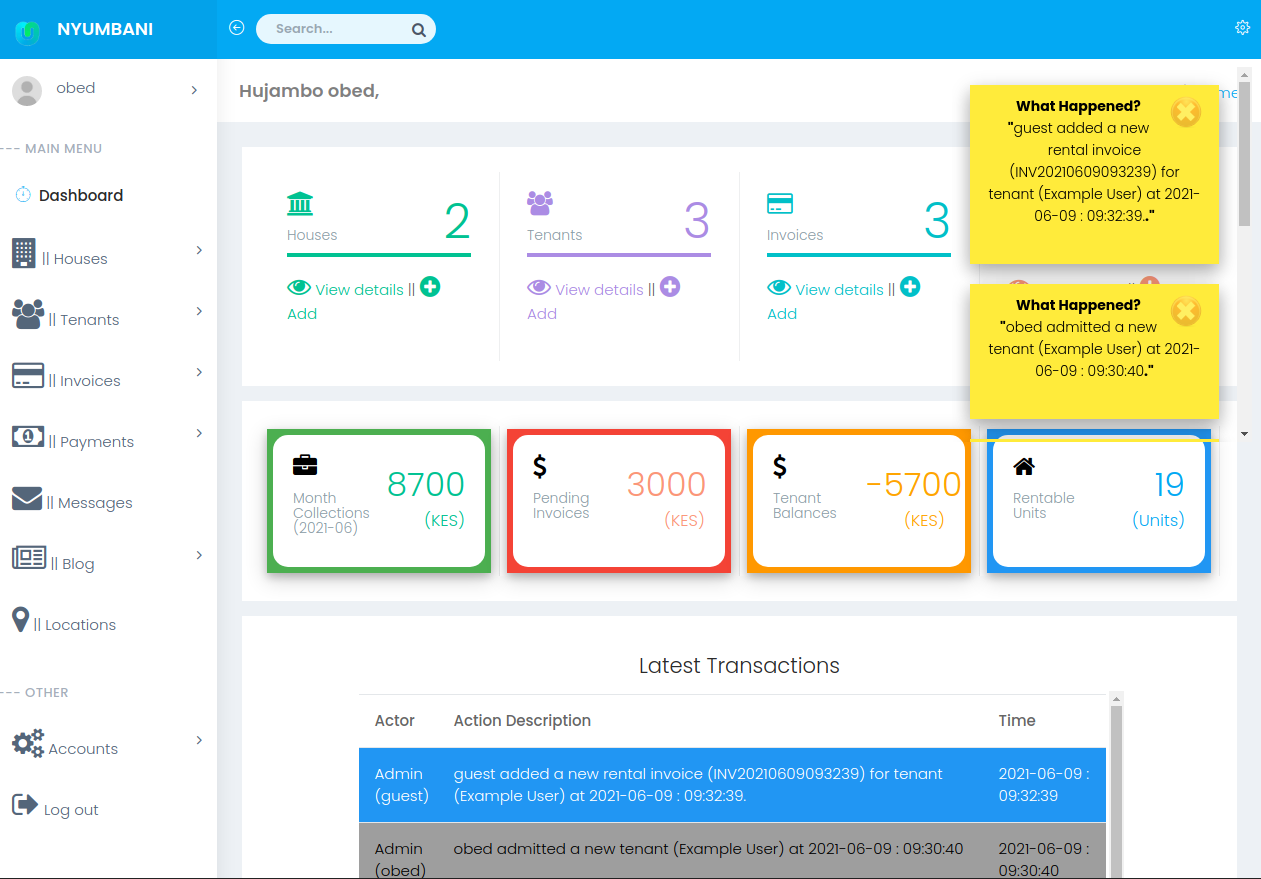 NYUMBANI
Search...
obed
--- MAIN MENU
Dashboard
|| Houses
|| Tenants
|| Invoices
|| Payments
|| Messages
|| Blog
|| Locations
--- OTHER
Accounts
Log out
Hujambo obed,
Houses
2
View details ||
Add
Tenants
3
View details ||
Add
Invoices
3
View details ||
Add
What Happened?
"guest added a new
rental invoice
(INV20210609093239) for
tenant (Example User) at 2021-
06-09 : 09:32:39.."
What Happened?
"obed admitted a new
tenant (Example User) at 2021-
06-09 : 09:30:40."
Month
Collections
(2021-06)
8700
(KES)
Pending
Invoices
3000
(KES)
Tenant
Balances
-5700
(KES)
Rentable
Units
19
(Units)
Latest Transactions
Actor Action Description Time
Admin
(guest)
guest added a new rental invoice (INV20210609093239) for tenant
(Example User) at 2021-06-09 : 09:32:39.
2021-06-09 :
09:32:39
Admin
(obed)
obed admitted a new tenant (Example User) at 2021-06-09 : 09:30:40
2021-06-09 :
09:30:40